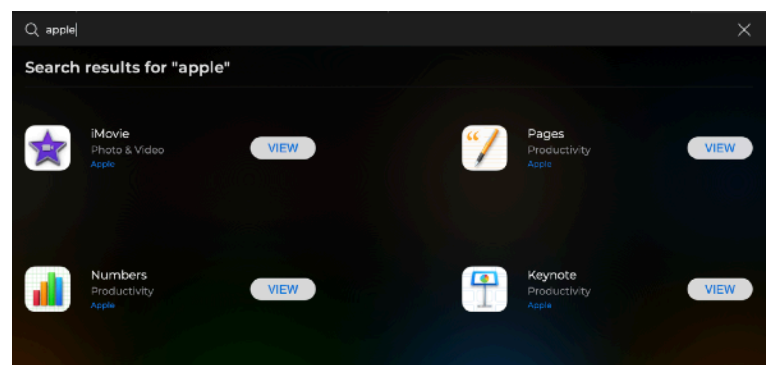 apple
Search results for "apple"
iMovie
Photo & Video
Apple
VIEW
Pages
Productivity
Apple
VIEW
Numbers
Productivity
Apple
VIEW
Keynote
Productivity
Apple
VIEW